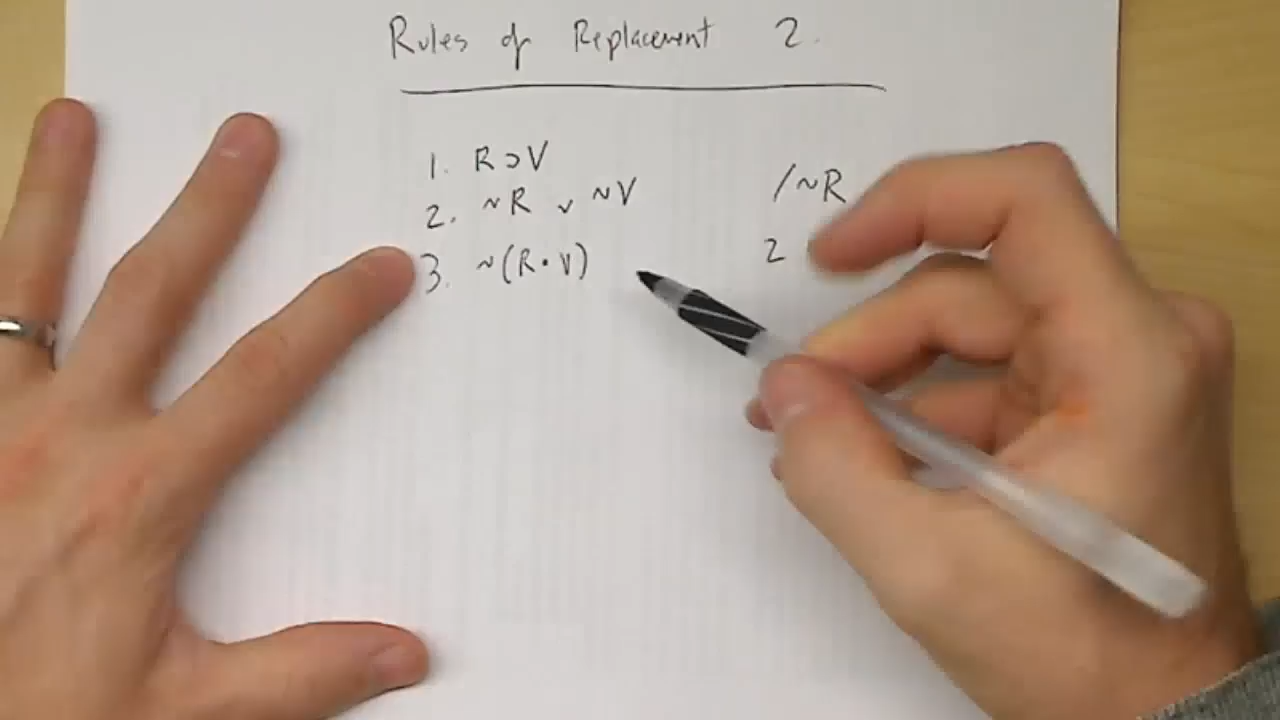 Rules of Replacement 2.
1. R ⊃ V
2. ~R v ~V /~R
3. ~(R • V) 2